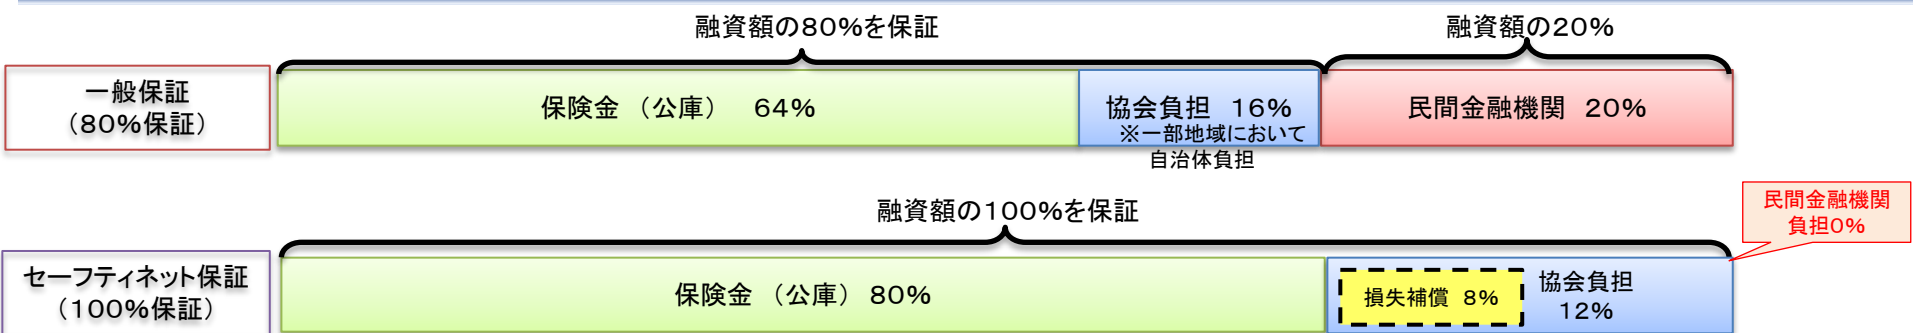 融資額の80%を保証
融資額の20%
一般保証
(80%保証)
保険金 (公庫) 64%
協会負担 16%
※一部地域において
自治体負担
民間金融機関 20%
融資額の100%を保証
民間金融機関
負担0%
セーフティネット保証
(100%保証)
保険金 (公庫) 80%
損失補償 8%
協会負担
12%